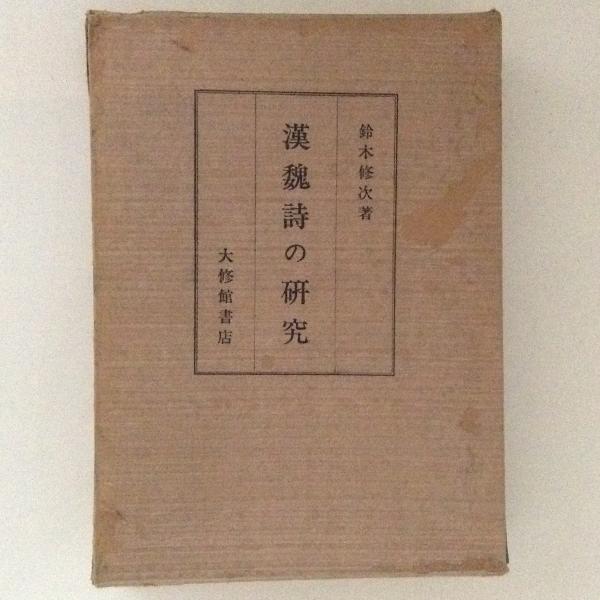 鈴木修次著
漢魏詩の研究
大修館書店